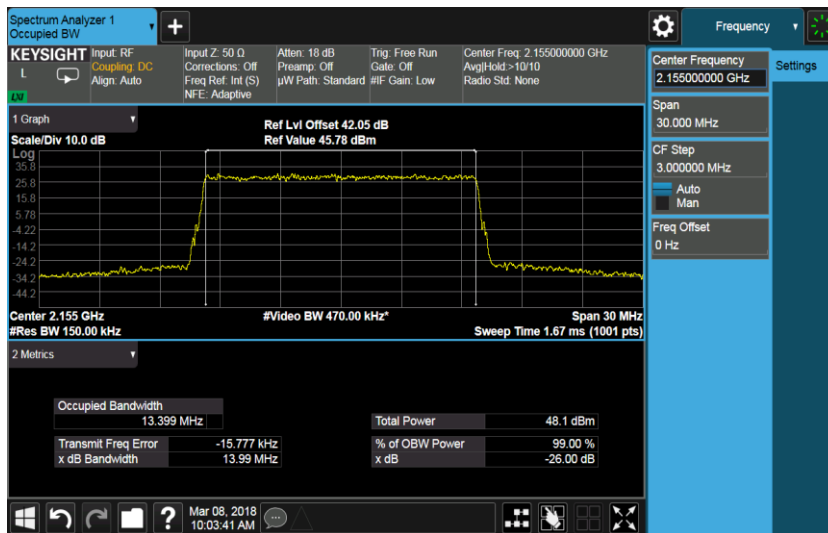 Spectrum Analyzer 1
Occupied BW
Frequency
KEYSIGHT
L
LXI
Input: RF
Coupling: DC
Align: Auto
Input Z: 50 Ω
Corrections: Off
Freq Ref: Int (S)
NFE: Adaptive
Atten: 18 dB
Preamp: Off
µW Path: Standard
Trig: Free Run
Gate: Off
#IF Gain: Low
Center Freq: 2.155000000 GHz
Avg|Hold:>10/10
Radio Std: None
Center Frequency
2.155000000 GHz
Settings
Span
30.000 MHz
CF Step
3.000000 MHz
Auto
Man
Freq Offset
0 Hz
1 Graph
Scale/Div 10.0 dB
Ref Lvl Offset 42.05 dB
Ref Value 45.78 dBm
Log
35.8
25.8
15.8
5.78
-4.22
-14.2
-24.2
-34.2
-44.2
Center 2.155 GHz
#Res BW 150.00 kHz
#Video BW 470.00 kHz*
Span 30 MHz
Sweep Time 1.67 ms (1001 pts)
2 Metrics
Occupied Bandwidth
13.399 MHz
Total Power 48.1 dBm
Transmit Freq Error -15.777 kHz
% of OBW Power 99.00 %
x dB Bandwidth 13.99 MHz
x dB -26.00 dB
?
Mar 08, 2018
10:03:41 AM